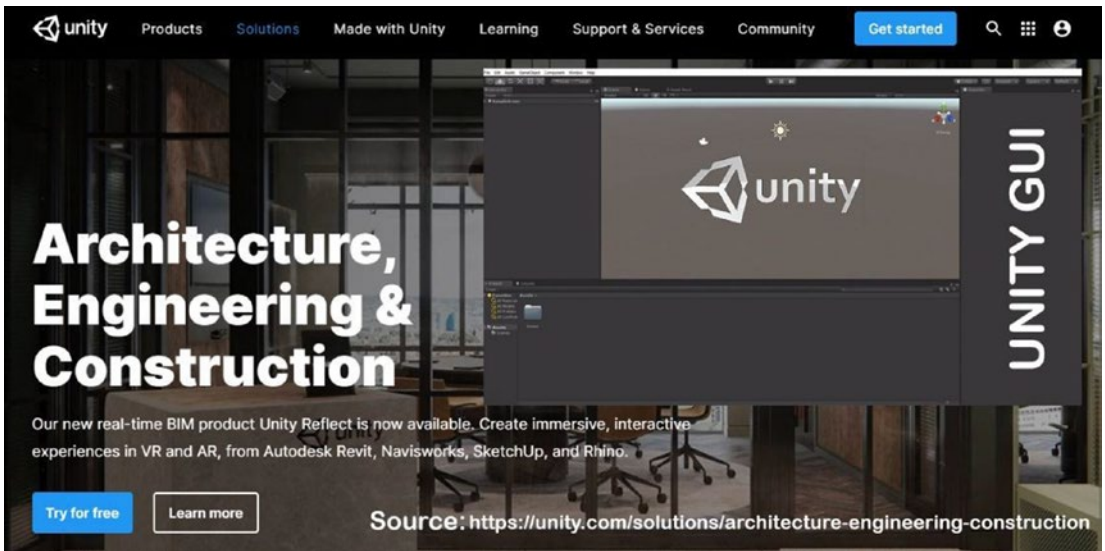 unity Products Solutions Made with Unity Learning Support & Services Community Get started
unity
UNITY GUI
Architecture,
Engineering &
Construction
Our new real-time BIM product Unity Reflect is now available. Create immersive, interactive
experiences in VR and AR, from Autodesk Revit, Navisworks, SketchUp, and Rhino.
unity
Try for free Learn more
Source: https://unity.com/solutions/architecture-engineering-construction